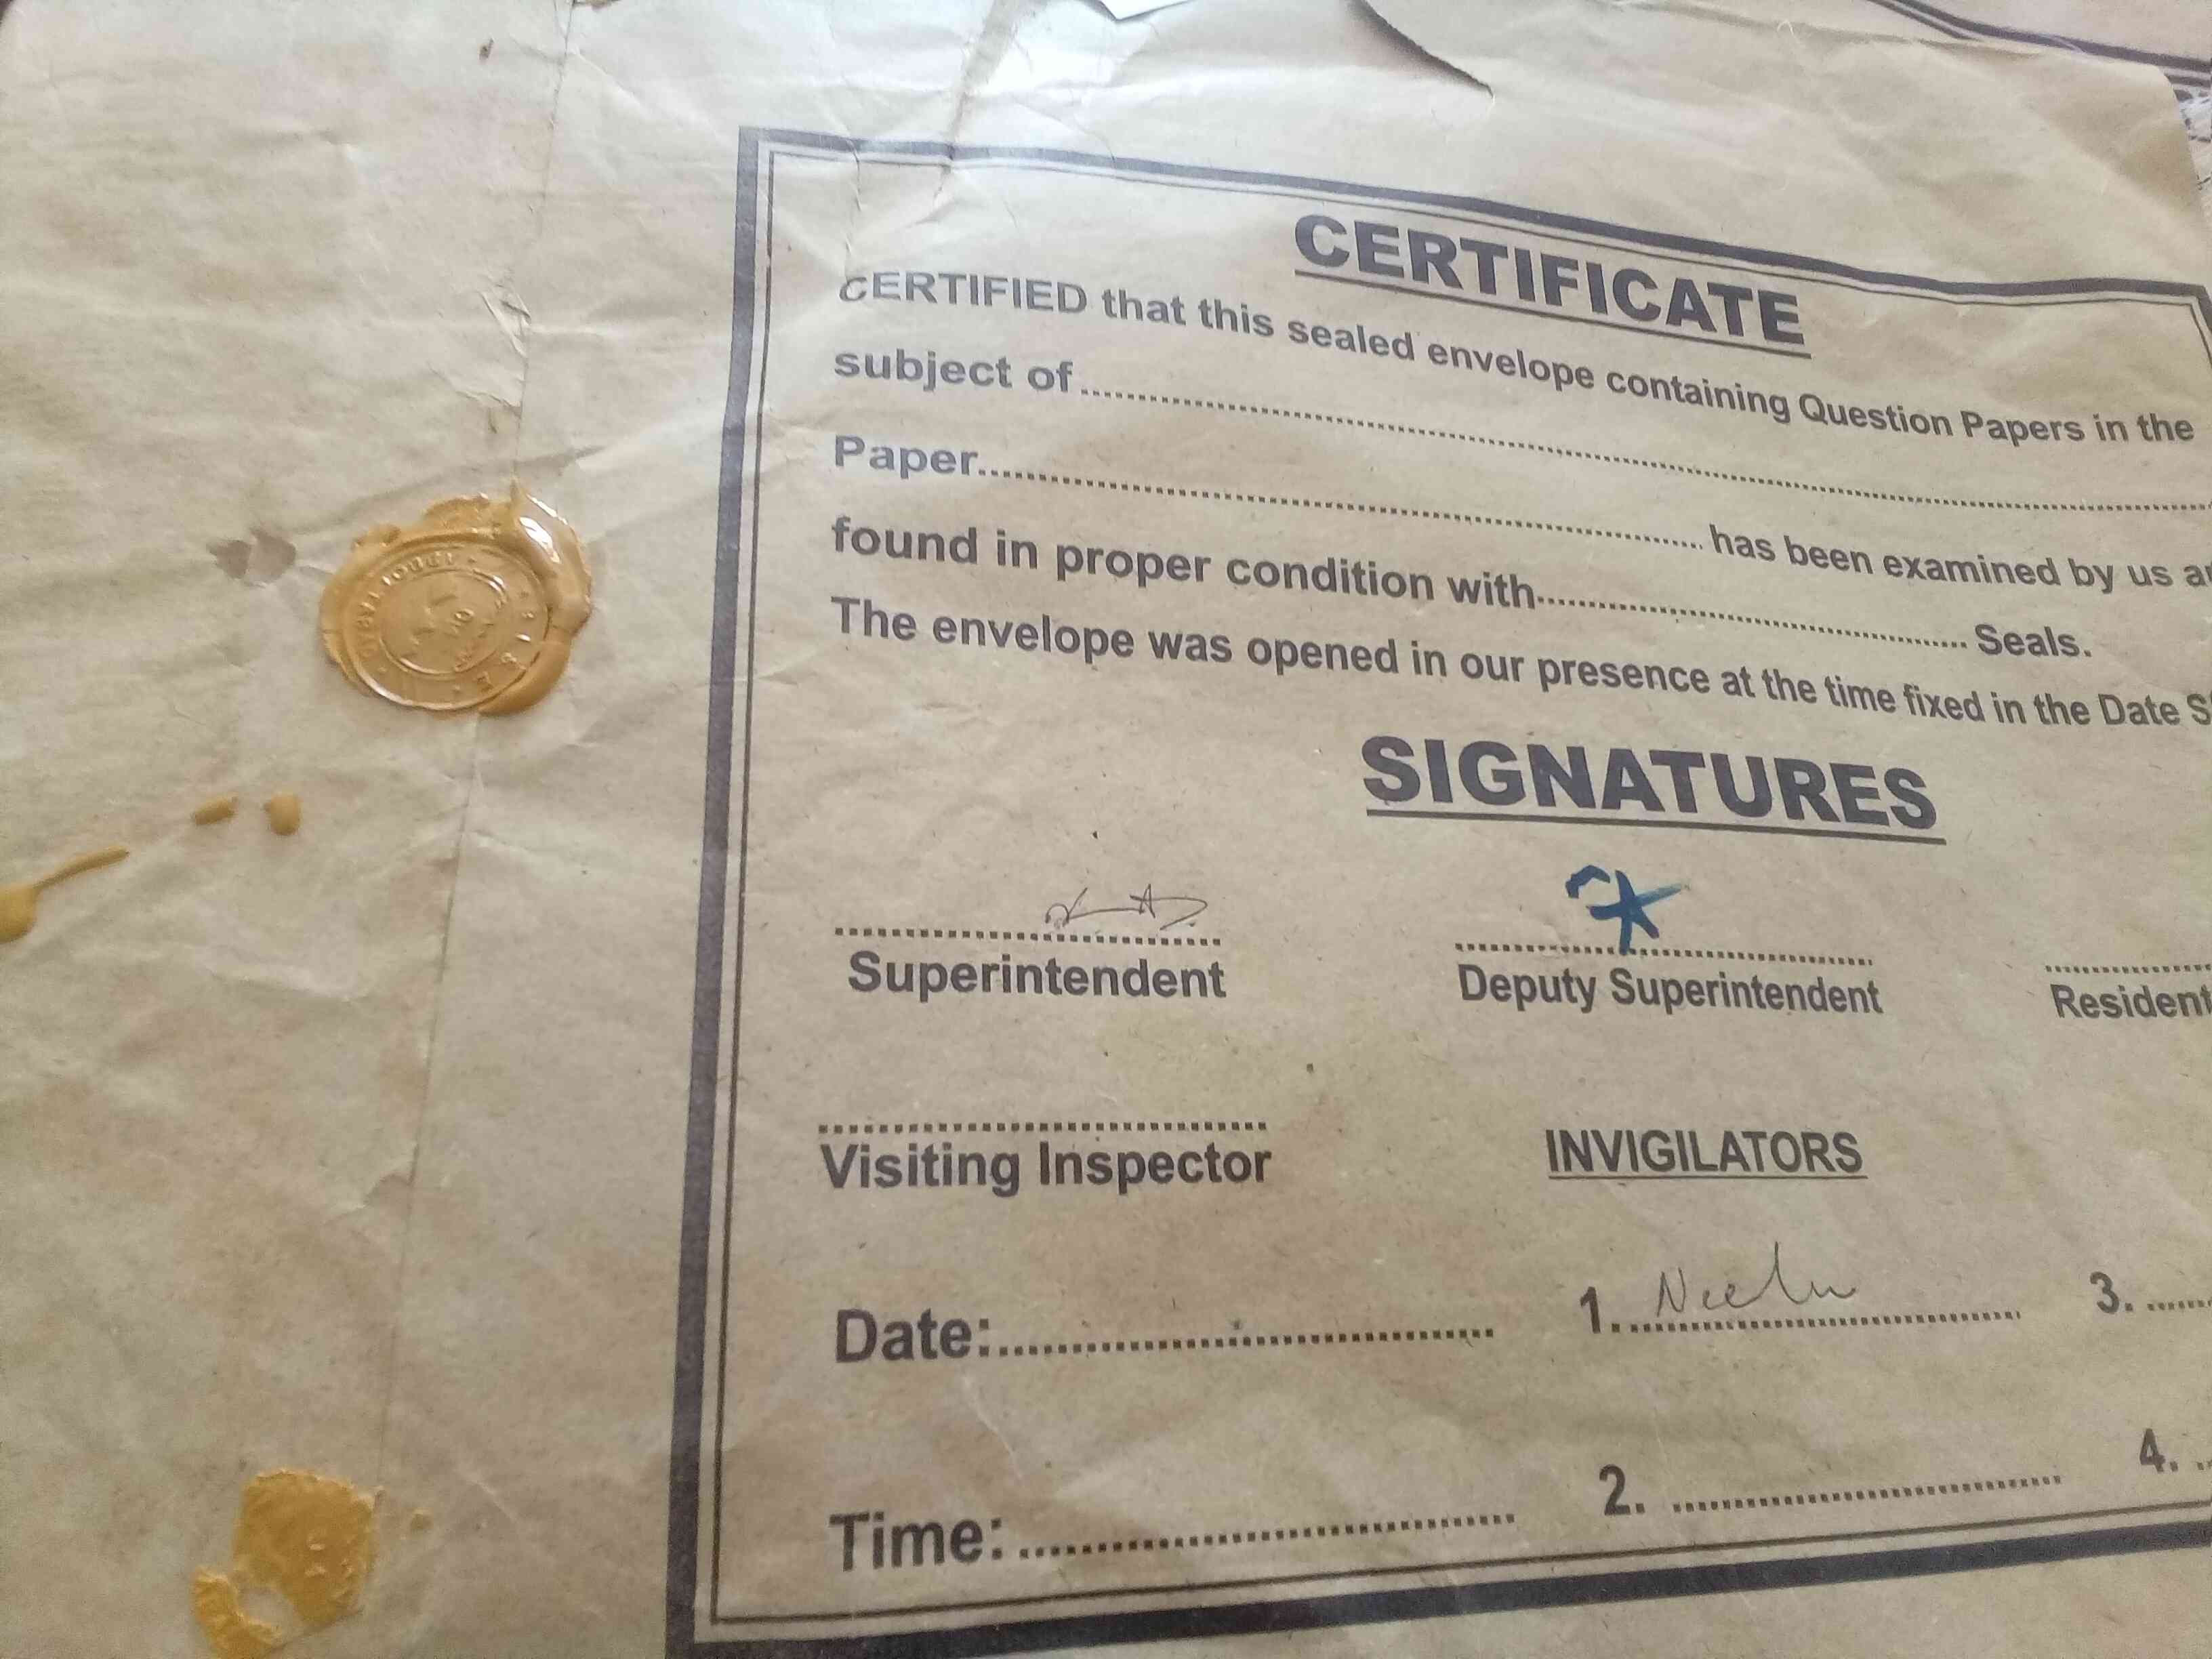 CERTIFICATE
CERTIFIED that this sealed envelope containing Question Papers in the
subject of
Paper has been examined by us
found in proper condition with Seals.
The envelope was opened in our presence at the time fixed in the Date
SIGNATURES
Superintendent Deputy Superintendent Resident
Visiting Inspector INVIGILATORS
Date: 1. Neelu 3.
Time: 2. 4.